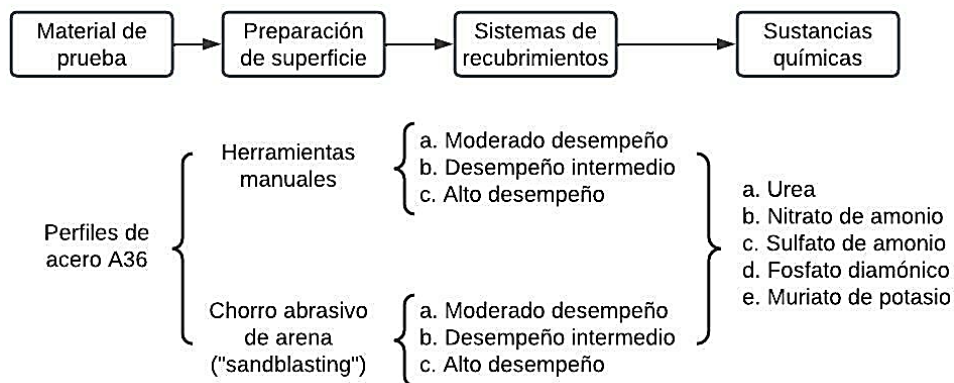 Material de
prueba
Preparación
de superficie
Sistemas de
recubrimientos
Sustancias
químicas
Perfiles de
acero A36
Herramientas
manuales
a. Moderado desempeño
b. Desempeño intermedio
c. Alto desempeño
Chorro abrasivo
de arena
("sandblasting")
a. Moderado desempeño
b. Desempeño intermedio
c. Alto desempeño
a. Urea
b. Nitrato de amonio
c. Sulfato de amonio
d. Fosfato diamónico
e. Muriato de potasio